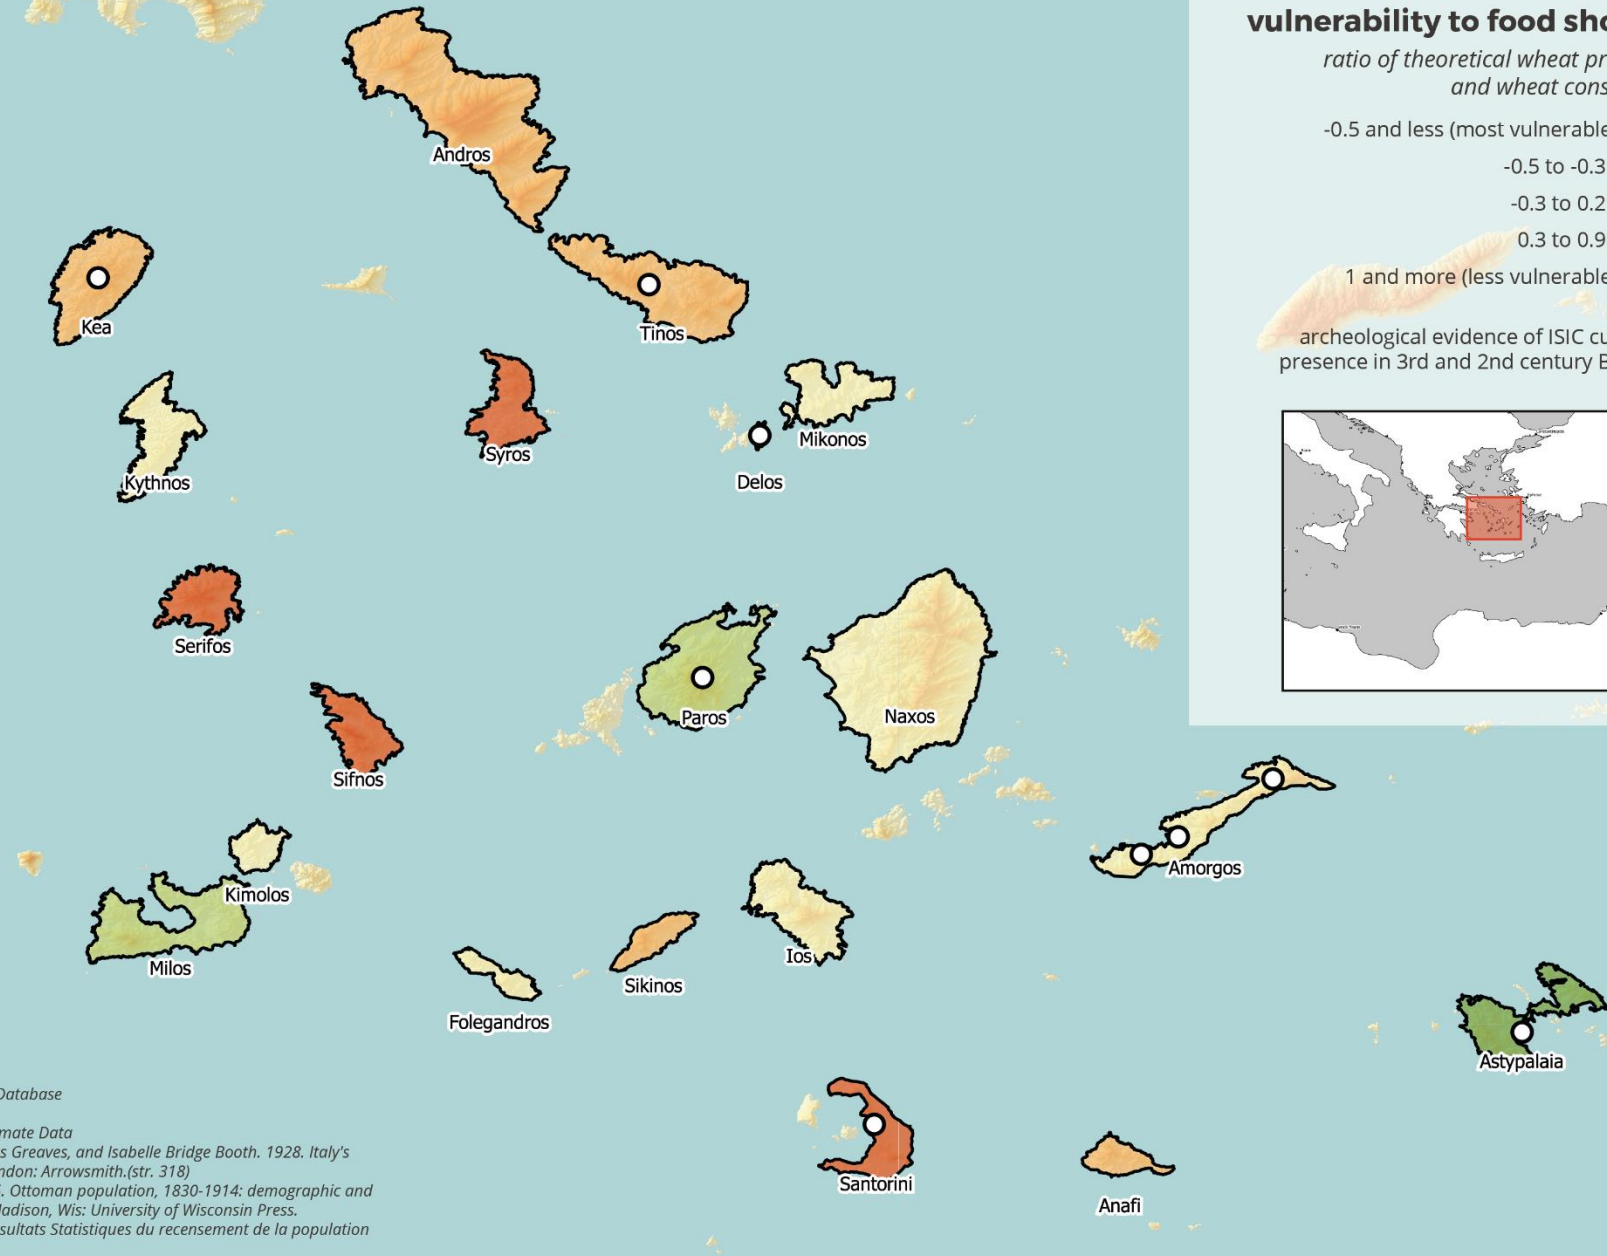 vulnerability to food sho
ratio of theoretical wheat pr
and wheat cons
-0.5 and less (most vulnerable
-0.5 to -0.3
-0.3 to 0.2
0.3 to 0.9
1 and more (less vulnerable
archeological evidence of ISIC cu
presence in 3rd and 2nd century B
Andros
Kea
Tinos
Kythnos
Syros
Mikonos
Delos
Serifos
Paros
Naxos
Sifnos
Kimolos
Amorgos
Milos
Ios
Sikinos
Folegandros
Astypalaia
Santorini
Anafi
Database
mate Data
s Greaves, and Isabelle Bridge Booth. 1928. Italy's
ndon: Arrowsmith.(str. 318)
. Ottoman population, 1830-1914: demographic and
Madison, Wis: University of Wisconsin Press.
sultats Statistiques du recensement de la population